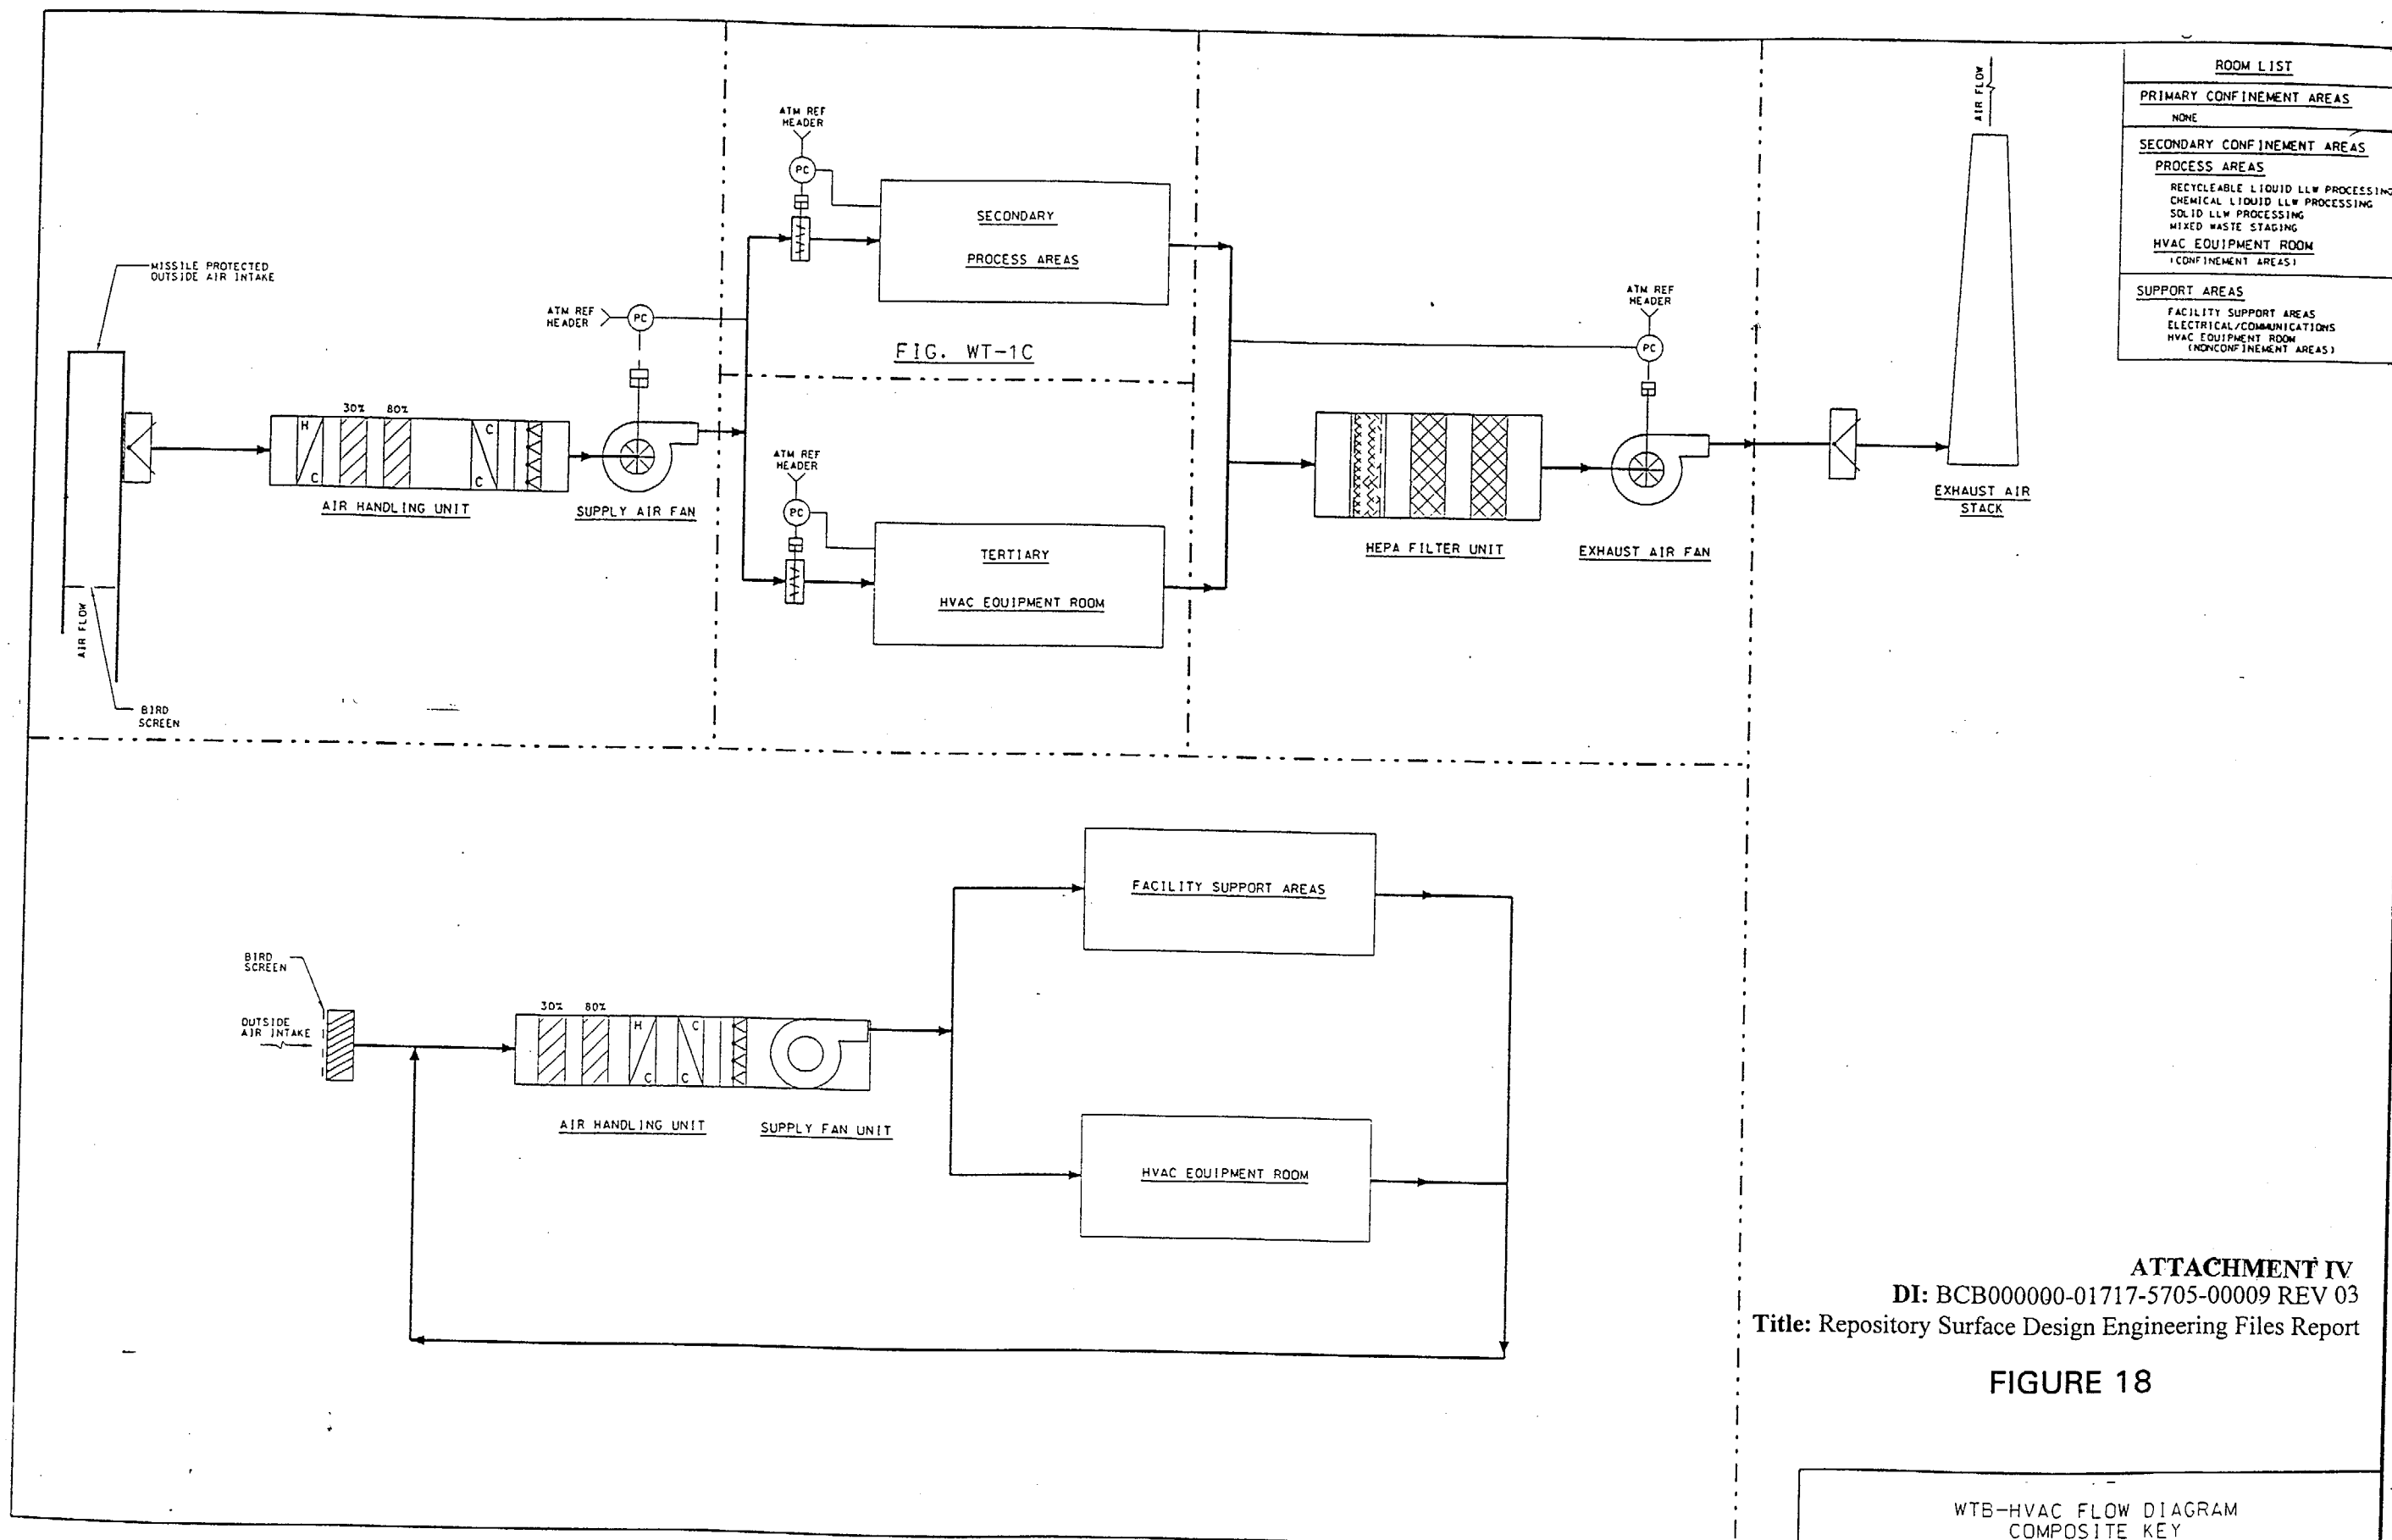 ROOM LIST
PRIMARY CONFINEMENT AREAS
NONE
SECONDARY CONFINEMENT AREAS
PROCESS AREAS
RECYCLEABLE LIQUID LLW PROCESSING
CHEMICAL LIQUID LLW PROCESSING
SOLID LLW PROCESSING
MIXED WASTE STAGING
HVAC EQUIPMENT ROOM
(CONFINEMENT AREAS)
SUPPORT AREAS
FACILITY SUPPORT AREAS
ELECTRICAL/COMMUNICATIONS
HVAC EQUIPMENT ROOM
(NONCONFINEMENT AREAS)
MISSILE PROTECTED
OUTSIDE AIR INTAKE
AIR FLOW
BIRD
SCREEN
H
C
30%
80%
C
C
AIR HANDLING UNIT
ATM REF
HEADER
PC
SUPPLY AIR FAN
ATM REF
HEADER
PC
SECONDARY
PROCESS AREAS
FIG. WT-1C
ATM REF
HEADER
PC
TERTIARY
HVAC EQUIPMENT ROOM
HEPA FILTER UNIT
ATM REF
HEADER
PC
EXHAUST AIR FAN
AIR FLOW
EXHAUST AIR
STACK
BIRD
SCREEN
OUTSIDE
AIR INTAKE
30%
80%
H
C
C
C
AIR HANDLING UNIT
SUPPLY FAN UNIT
FACILITY SUPPORT AREAS
HVAC EQUIPMENT ROOM
ATTACHMENT IV
DI: BCB000000-01717-5705-00009 REV 03
Title: Repository Surface Design Engineering Files Report
FIGURE 18
WTB-HVAC FLOW DIAGRAM
COMPOSITE KEY